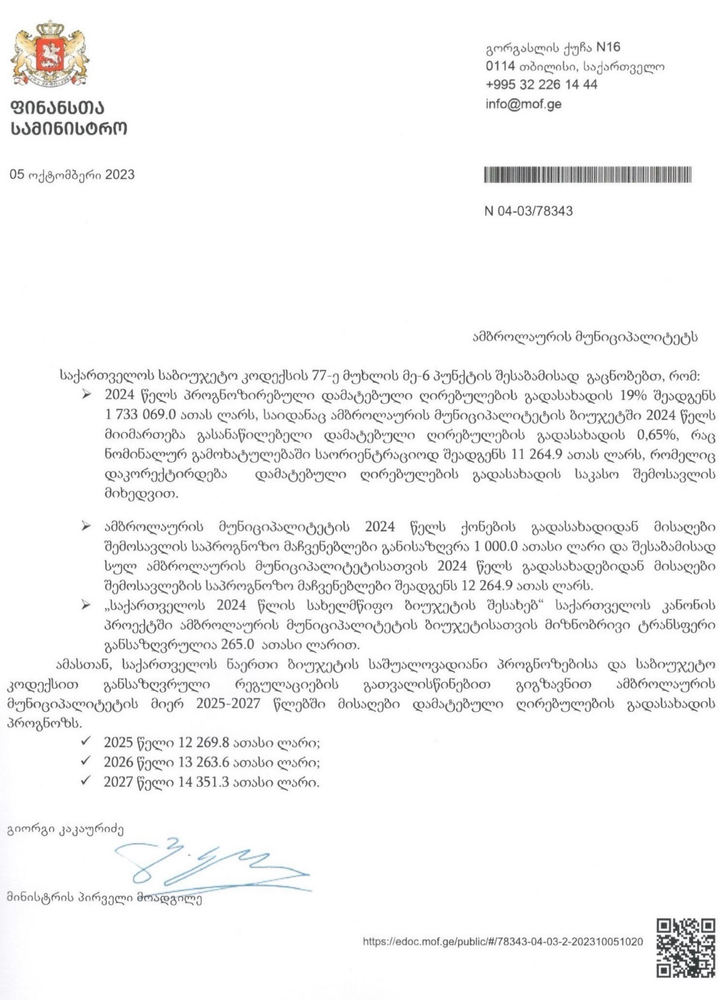 გორგასლის ქუჩა N16
0114 თბილისი, საქართველო
+995 32 226 14 44
info@mof.ge
ფინანსთა
სამინისტრო
05 ოქტომბერი 2023
N 04-03/78343
ამბროლაურის მუნიციპალიტეტს
საქართველოს საბიუჯეტო კოდექსის 77-ე მუხლის მე-6 პუნქტის შესაბამისად გაცნობებთ, რომ:
➢ 2024 წელს პროგნოზირებული დამატებული ღირებულების გადასახადის 19% შეადგენს
1 733 069.0 ათას ლარს, საიდანაც ამბროლაურის მუნიციპალიტეტის ბიუჯეტში 2024 წელს
მიიმართება გასანაწილებელი დამატებული ღირებულების გადასახადის 0,65%, რაც
ნომინალურ გამოხატულებაში საორიენტრაციოდ შეადგენს 11 264.9 ათას ლარს, რომელიც
დაკორექტირდება დამატებული ღირებულების გადასახადის საკასო შემოსავლის
მიხედვით.
➢ ამბროლაურის მუნიციპალიტეტის 2024 წელს ქონების გადასახადიდან მისაღები
შემოსავლის საპროგნოზო მაჩვენებლები განისაზღვრა 1 000.0 ათასი ლარი და შესაბამისად
სულ ამბროლაურის მუნიციპალიტეტისათვის 2024 წელს გადასახადებიდან მისაღები
შემოსავლების საპროგნოზო მაჩვენებლები შეადგენს 12 264.9 ათას ლარს.
➢ „საქართველოს 2024 წლის სახელმწიფო ბიუჯეტის შესახებ“ საქართველოს კანონის
პროექტში ამბროლაურის მუნიციპალიტეტის ბიუჯეტისათვის მიზნობრივი ტრანსფერი
განსაზღვრულია 265.0 ათასი ლარით.
ამასთან, საქართველოს ნაერთი ბიუჯეტის საშუალოვადიანი პროგნოზებისა და საბიუჯეტო
კოდექსით განსაზღვრული რეგულაციების გათვალისწინებით გიგზავნით ამბროლაურის
მუნიციპალიტეტის მიერ 2025-2027 წლებში მისაღები დამატებული ღირებულების გადასახადის
პროგნოზს.
✓ 2025 წელი 12 269.8 ათასი ლარი;
✓ 2026 წელი 13 263.6 ათასი ლარი;
✓ 2027 წელი 14 351.3 ათასი ლარი.
გიორგი კაკაურიძე
მინისტრის პირველი მოადგილე
https://edoc.mof.ge/public/#/78343-04-03-2-202310051020